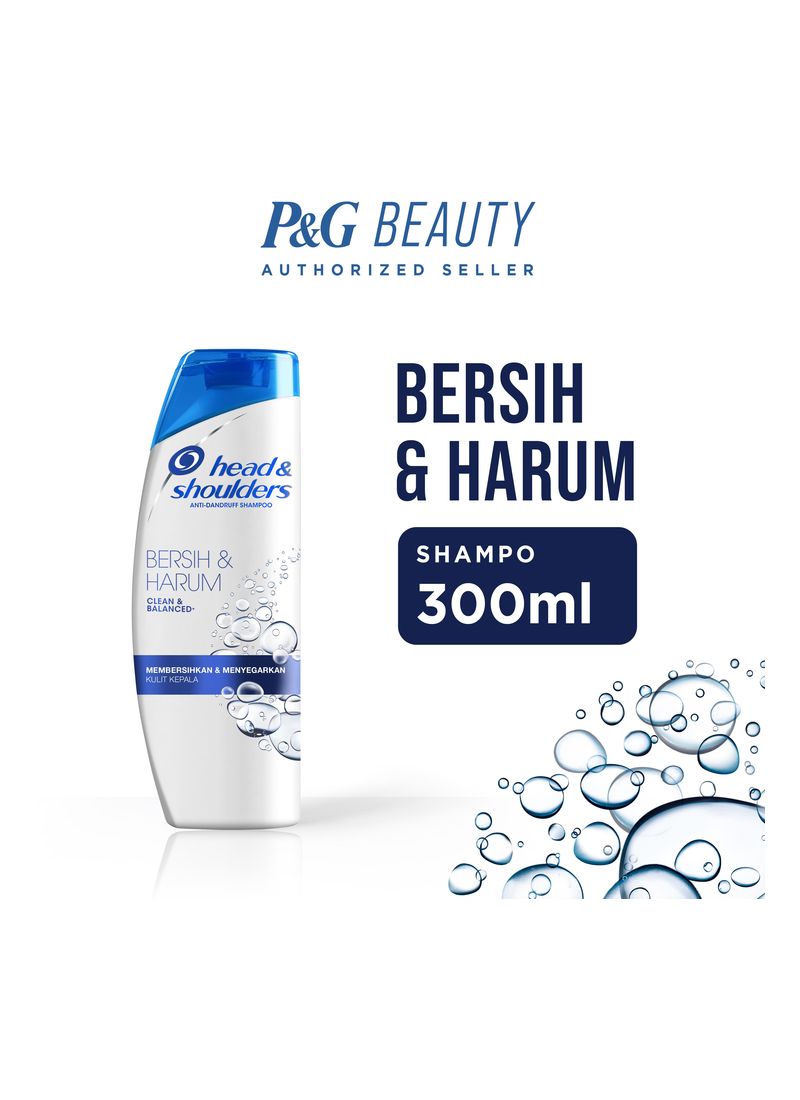 P&G BEAUTY
AUTHORIZED SELLER
head &
shoulders
ANTI-DANDRUFF SHAMPOO
BERSIH &
HARUM
CLEAN &
BALANCED*
MEMBERSIHKAN & MENYEGARKAN
KULIT KEPALA
BERSIH
& HARUM
SHAMPO
300ml